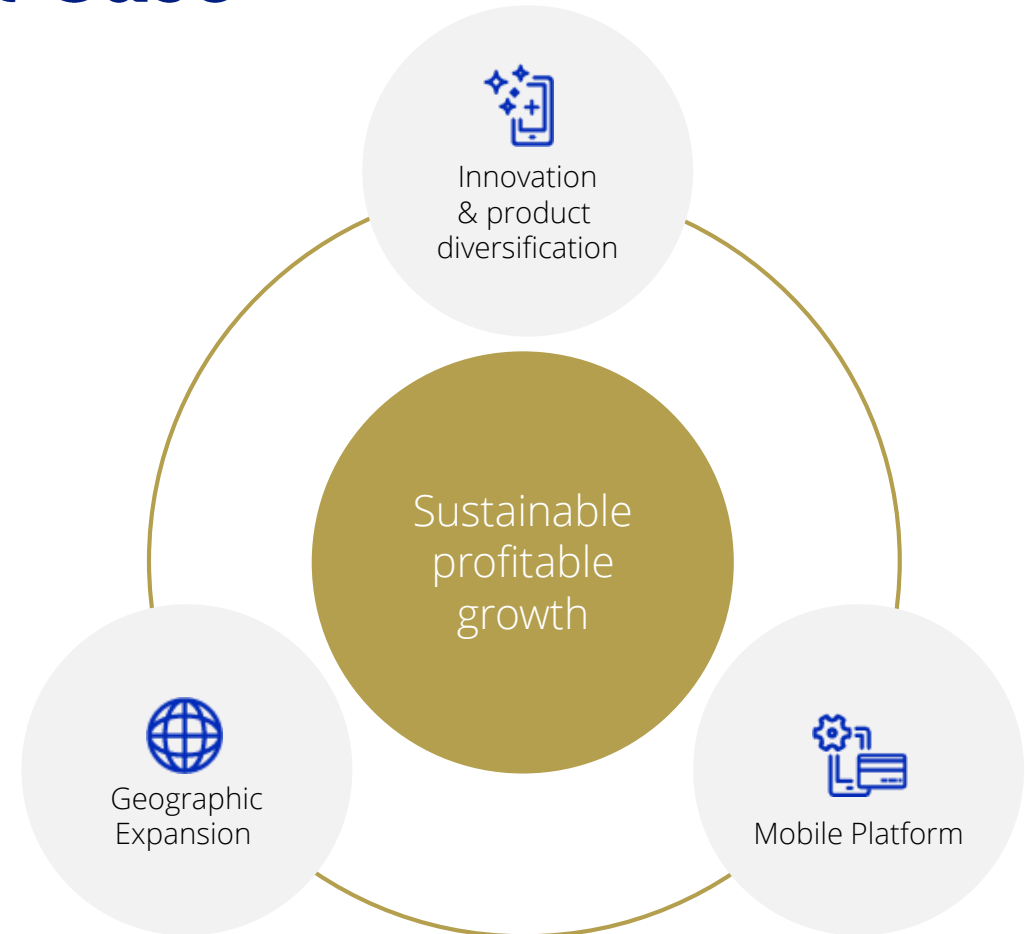 Innovation
& product
diversification
Sustainable
profitable
growth
Geographic
Expansion
Mobile Platform